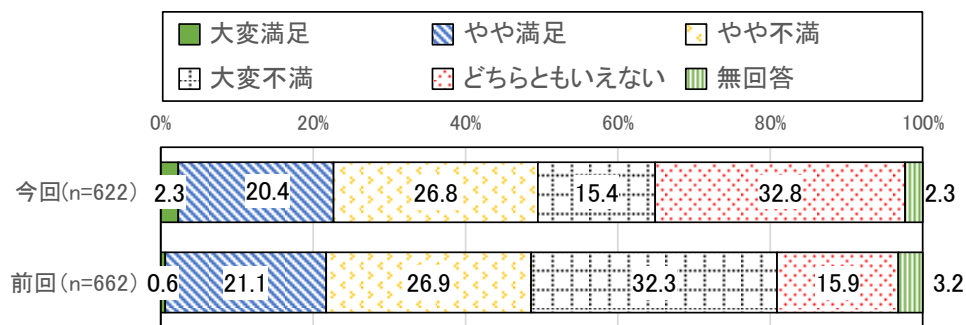 大変満足 やや満足 やや不満
大変不満 どちらともいえない 無回答
0% 20% 40% 60% 80% 100%
今回(n=622) 2.3 20.4 26.8 15.4 32.8 2.3
前回(n=662) 0.6 21.1 26.9 32.3 15.9 3.2